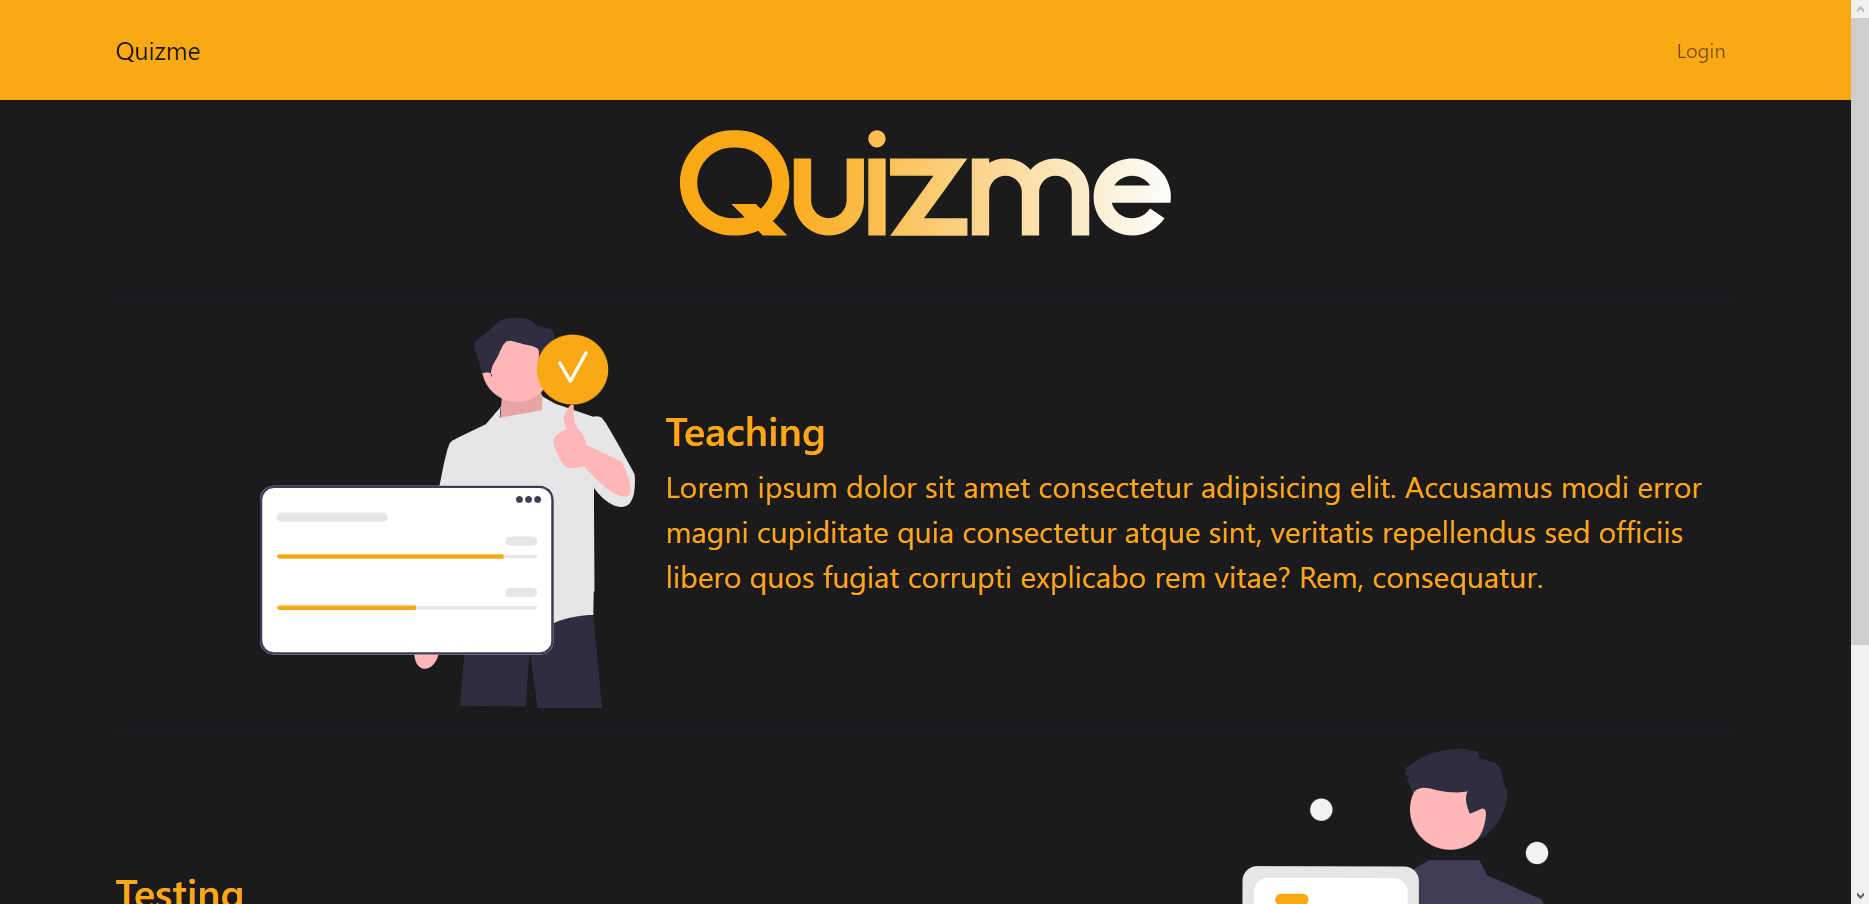 Quizme
Login
Quizme
Teaching
Lorem ipsum dolor sit amet consectetur adipisicing elit. Accusamus modi error
magni cupiditate quia consectetur atque sint, veritatis repellendus sed officiis
libero quos fugiat corrupti explicabo rem vitae? Rem, consequatur.
Testing